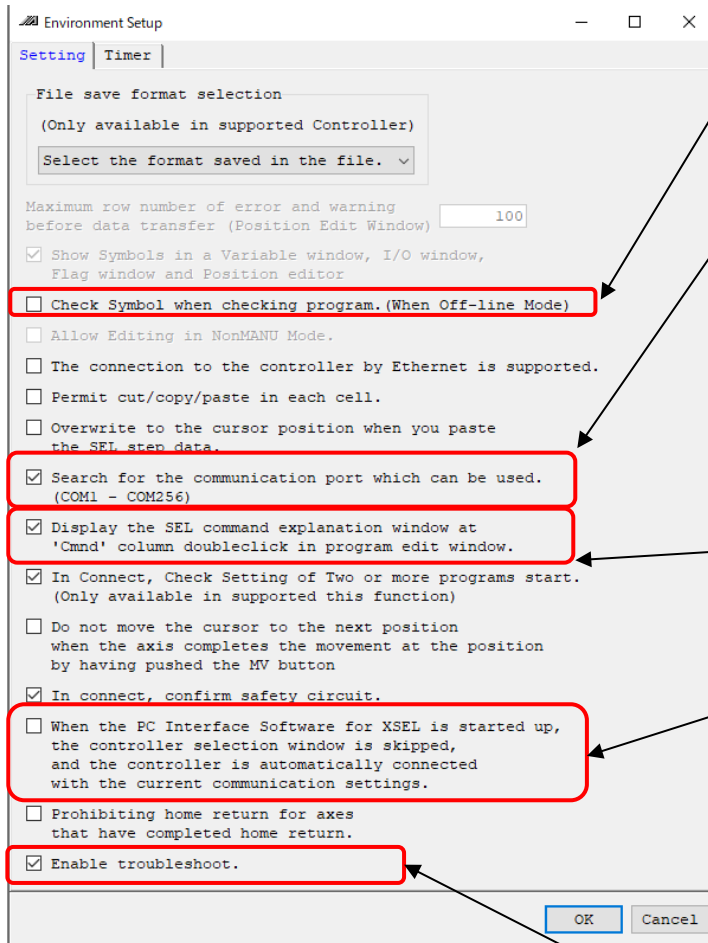 Environment Setup
Setting Timer
File save format selection
(Only available in supported Controller)
Select the format saved in the file.
Maximum row number of error and warning
before data transfer (Position Edit Window) 100
Show Symbols in a Variable window, I/O window,
Flag window and Position editor
Check Symbol when checking program.(When Off-line Mode)
Allow Editing in NonMANU Mode.
The connection to the controller by Ethernet is supported.
Permit cut/copy/paste in each cell.
Overwrite to the cursor position when you paste
the SEL step data.
Search for the communication port which can be used.
(COM1 - COM256)
Display the SEL command explanation window at
'Cmnd' column doubleclick in program edit window.
In Connect, Check Setting of Two or more programs start.
(Only available in supported this function)
Do not move the cursor to the next position
when the axis completes the movement at the position
by having pushed the MV button
In connect, confirm safety circuit.
When the PC Interface Software for XSEL is started up,
the controller selection window is skipped,
and the controller is automatically connected
with the current communication settings.
Prohibiting home return for axes
that have completed home return.
Enable troubleshoot.
OK Cancel